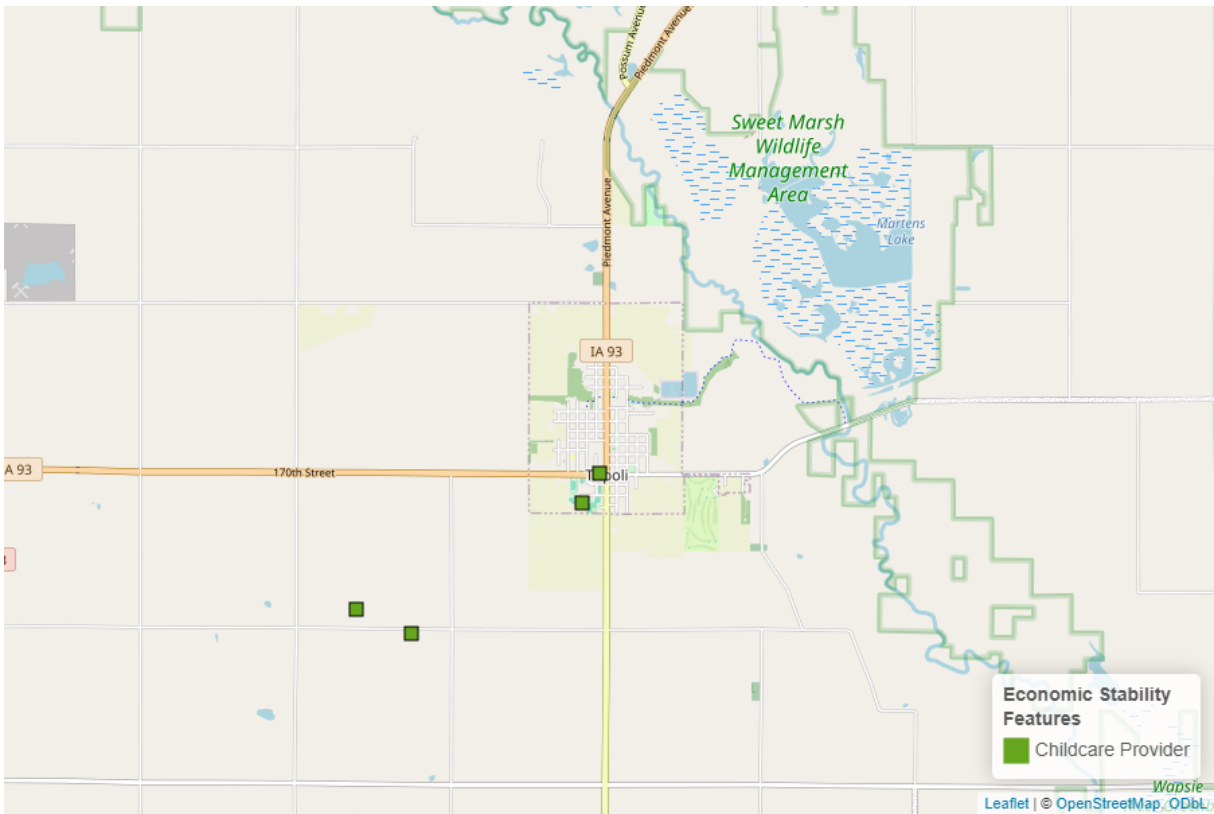 Possum Avenue
Piedmont Avenue
Sweet Marsh
Wildlife
Management
Area
Piedmont Avenue
Martens
Lake
IA 93
A 93
170th Street
Economic Stability
Features
Childcare Provider
Wapsie
Leaflet | © OpenStreetMap, ODbL